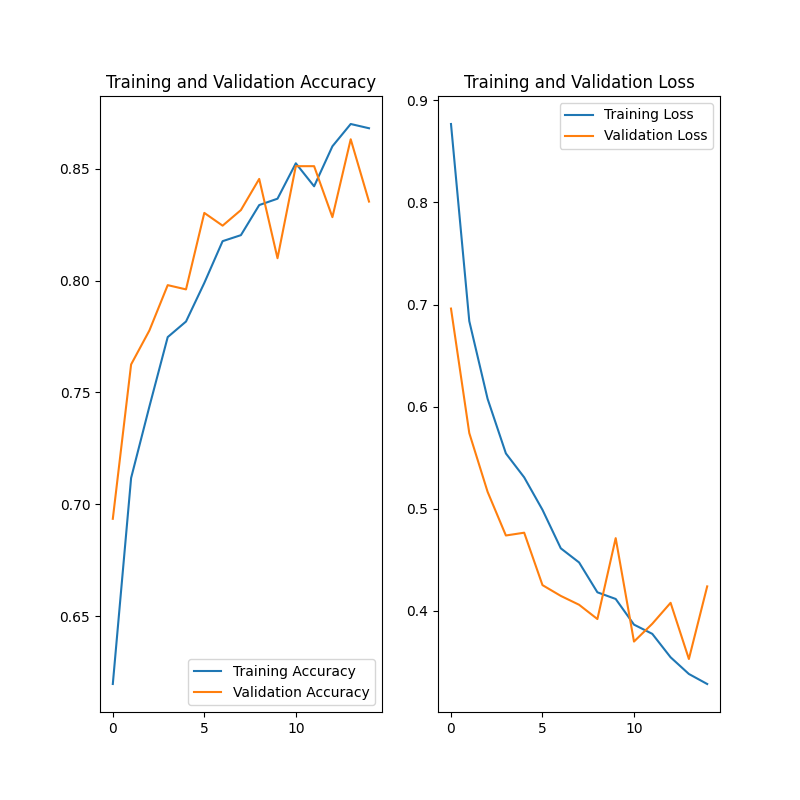 Training and Validation Accuracy
0.85
0.80
0.75
0.70
0.65
Training Accuracy
Validation Accuracy
0
5
10
Training and Validation Loss
0.9
Training Loss
Validation Loss
0.8
0.7
0.6
0.5
0.4
0
5
10